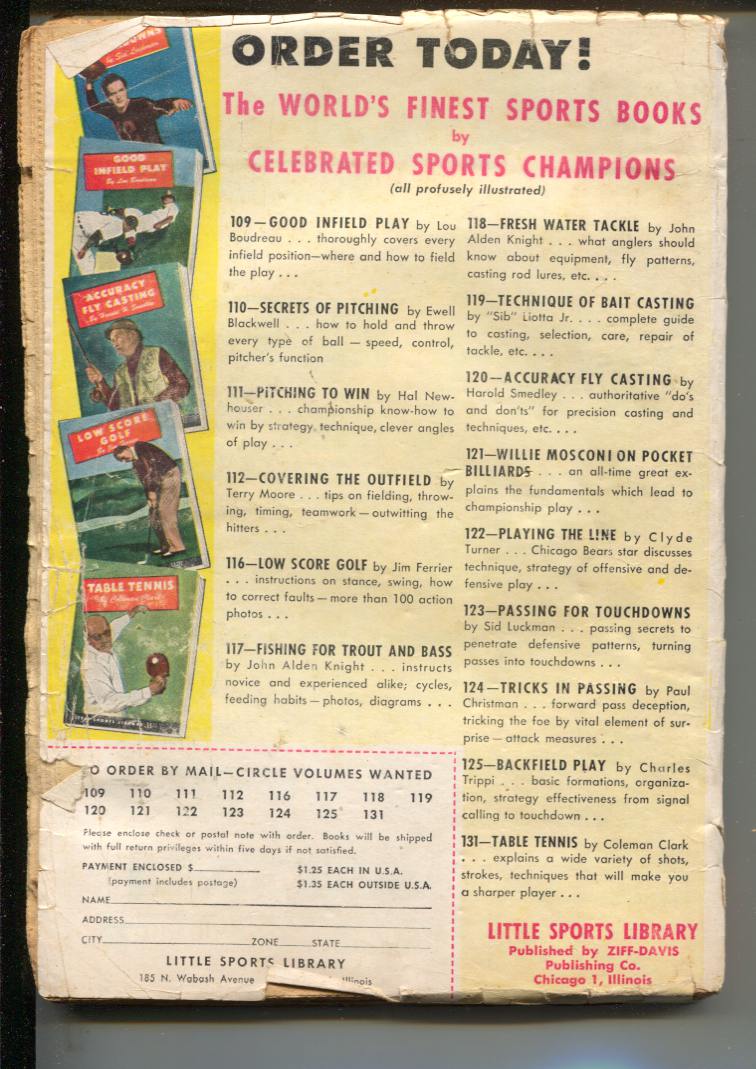 ORDER TODAY!
The WORLD'S FINEST SPORTS BOOKS
by
CELEBRATED SPORTS CHAMPIONS
(all profusely illustrated)
by Sid Luckman
GOOD
INFIELD PLAY
By Lou Boudreau
ACCURACY
FLY CASTING
LOW SCORE
GOLF
TABLE TENNIS
By Coleman Clark
109—GOOD INFIELD PLAY by Lou
Boudreau . . . thoroughly covers every
infield position—where and how to field
the play . . .
110—SECRETS OF PITCHING by Ewell
Blackwell . . . how to hold and throw
every type of ball — speed, control,
pitcher's function
111—PITCHING TO WIN by Hal New-
houser . . . championship know-how to
win by strategy, technique, clever angles
of play . . .
112—COVERING THE OUTFIELD by
Terry Moore . . . tips on fielding, throw-
ing, timing, teamwork — outwitting the
hitters . . .
116—LOW SCORE GOLF by Jim Ferrier
. . . instructions on stance, swing, how
to correct faults — more than 100 action
photos . . .
117—FISHING FOR TROUT AND BASS
by John Alden Knight . . . instructs
novice and experienced alike; cycles,
feeding habits — photos, diagrams . . .
118—FRESH WATER TACKLE by John
Alden Knight . . . what anglers should
know about equipment, fly patterns,
casting rod lures, etc. . . .
119—TECHNIQUE OF BAIT CASTING
by "Sib" Liotta Jr. . . . complete guide
to casting, selection, care, repair of
tackle, etc. . . .
120—ACCURACY FLY CASTING by
Harold Smedley . . . authoritative "do's
and don'ts" for precision casting and
techniques, etc. . . .
121—WILLIE MOSCONI ON POCKET
BILLIARDS . . . an all-time great ex-
plains the fundamentals which lead to
championship play . . .
122—PLAYING THE LINE by Clyde
Turner . . . Chicago Bears star discusses
technique, strategy of offensive and de-
fensive play . . .
123—PASSING FOR TOUCHDOWNS
by Sid Luckman . . . passing secrets to
penetrate defensive patterns, turning
passes into touchdowns . . .
124—TRICKS IN PASSING by Paul
Christman . . . forward pass deception,
tricking the foe by vital element of sur-
prise — attack measures . . .
125—BACKFIELD PLAY by Charles
Trippi . . . basic formations, organiza-
tion, strategy effectiveness from signal
calling to touchdown . . .
131—TABLE TENNIS by Coleman Clark
. . . explains a wide variety of shots,
strokes, techniques that will make you
a sharper player . . .
O ORDER BY MAIL—CIRCLE VOLUMES WANTED
109 110 111 112 116 117 118 119
120 121 122 123 124 125 131
Please enclose check or postal note with order. Books will be shipped
with full return privileges within five days if not satisfied.
PAYMENT ENCLOSED $ $1.25 EACH IN U.S.A.
(payment includes postage) $1.35 EACH OUTSIDE U.S.A.
NAME
ADDRESS
CITY ZONE STATE
LITTLE SPORTS LIBRARY
185 N. Wabash Avenue Illinois
LITTLE SPORTS LIBRARY
Published by ZIFF-DAVIS
Publishing Co.
Chicago 1, Illinois